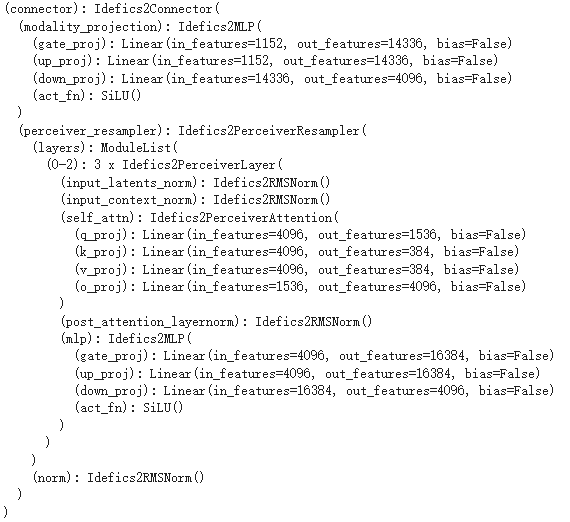 (connector): Idefics2Connector(
  (modality_projection): Idefics2MLP(
    (gate_proj): Linear(in_features=1152, out_features=14336, bias=False)
    (up_proj): Linear(in_features=1152, out_features=14336, bias=False)
    (down_proj): Linear(in_features=14336, out_features=4096, bias=False)
    (act_fn): SiLU()
  )
  (perceiver_resampler): Idefics2PerceiverResampler(
    (layers): ModuleList(
      (0-2): 3 x Idefics2PerceiverLayer(
        (input_latents_norm): Idefics2RMSNorm()
        (input_context_norm): Idefics2RMSNorm()
        (self_attn): Idefics2PerceiverAttention(
          (q_proj): Linear(in_features=4096, out_features=1536, bias=False)
          (k_proj): Linear(in_features=4096, out_features=384, bias=False)
          (v_proj): Linear(in_features=4096, out_features=384, bias=False)
          (o_proj): Linear(in_features=1536, out_features=4096, bias=False)
        )
        (post_attention_layernorm): Idefics2RMSNorm()
        (mlp): Idefics2MLP(
          (gate_proj): Linear(in_features=4096, out_features=16384, bias=False)
          (up_proj): Linear(in_features=4096, out_features=16384, bias=False)
          (down_proj): Linear(in_features=16384, out_features=4096, bias=False)
          (act_fn): SiLU()
        )
      )
    )
    (norm): Idefics2RMSNorm()
  )
)